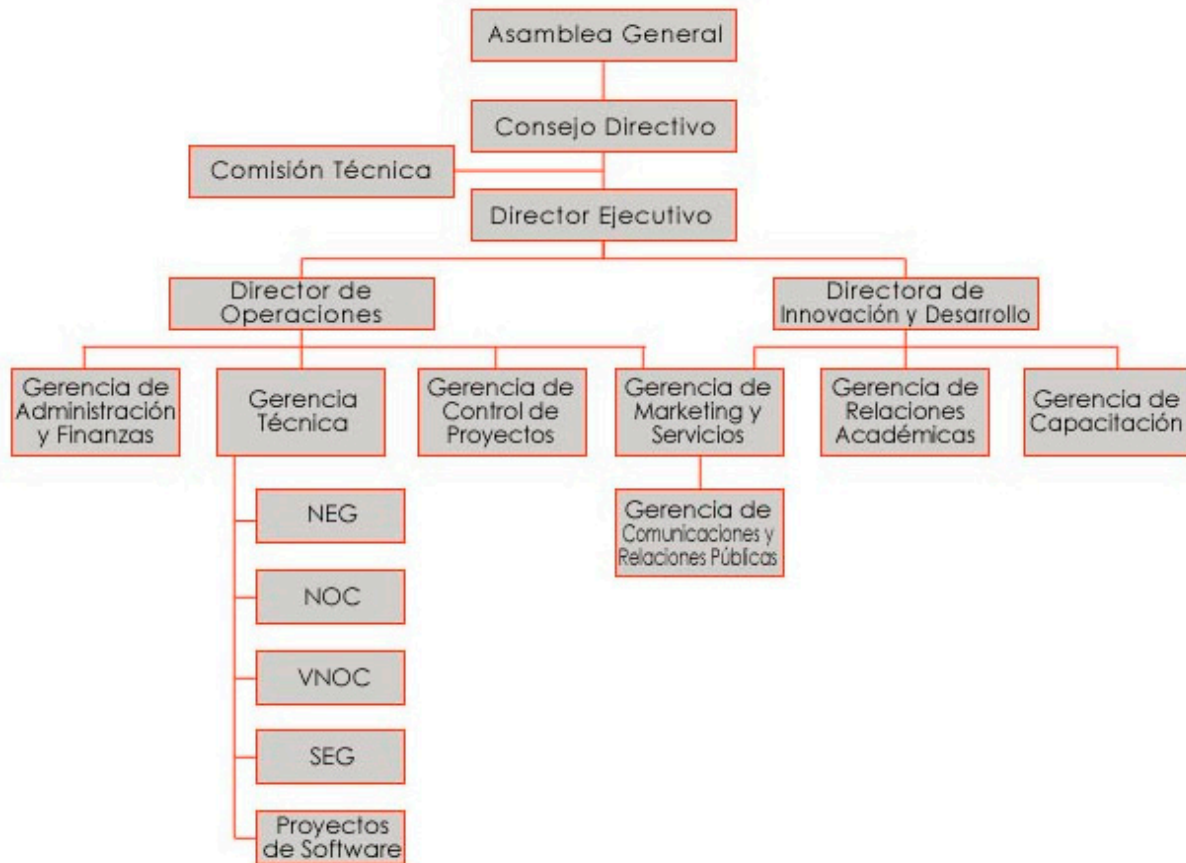 Asamblea General
Consejo Directivo
Comisión Técnica
Director Ejecutivo
Director de
Operaciones
Directora de
Innovación y Desarrollo
Gerencia de
Administración
y Finanzas
Gerencia
Técnica
Gerencia de
Control de
Proyectos
Gerencia de
Marketing y
Servicios
Gerencia de
Relaciones
Académicas
Gerencia de
Capacitación
NEG
NOC
VNOC
SEG
Proyectos
de Software
Gerencia de
Comunicaciones y
Relaciones Públicas